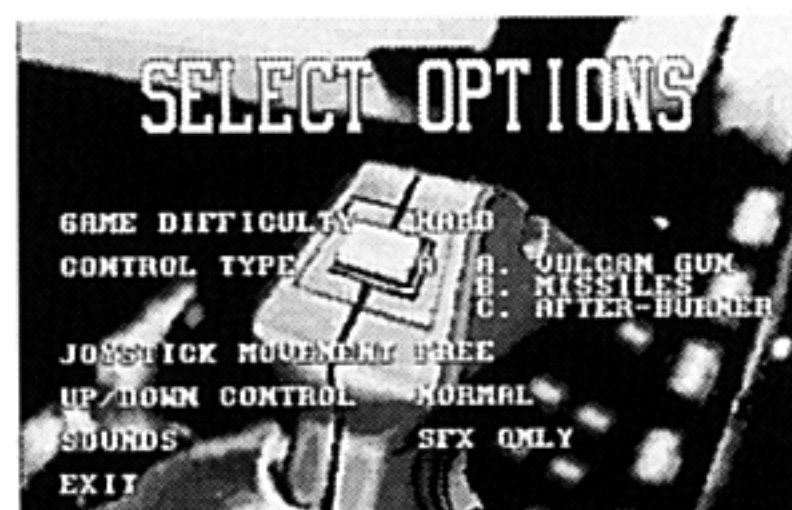 SELECT OPTIONS
GAME DIFFICULTY HARD
CONTROL TYPE A A. VULCAN GUN
B. MISSILES
C. AFTER-BURNER
JOYSTICK MOVEMENT FREE
UP/DOWN CONTROL NORMAL
SOUNDS SFX ONLY
EXIT